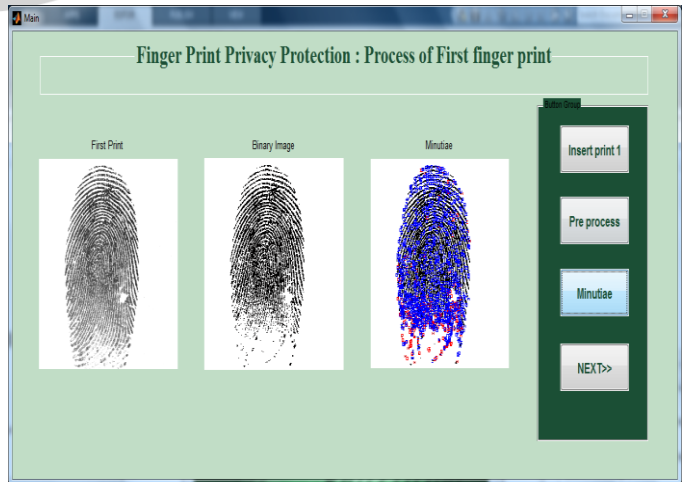 Main
Finger Print Privacy Protection : Process of First finger print
Button Group
First Print
Binary Image
Minutiae
Insert print 1
Pre process
Minutiae
NEXT>>